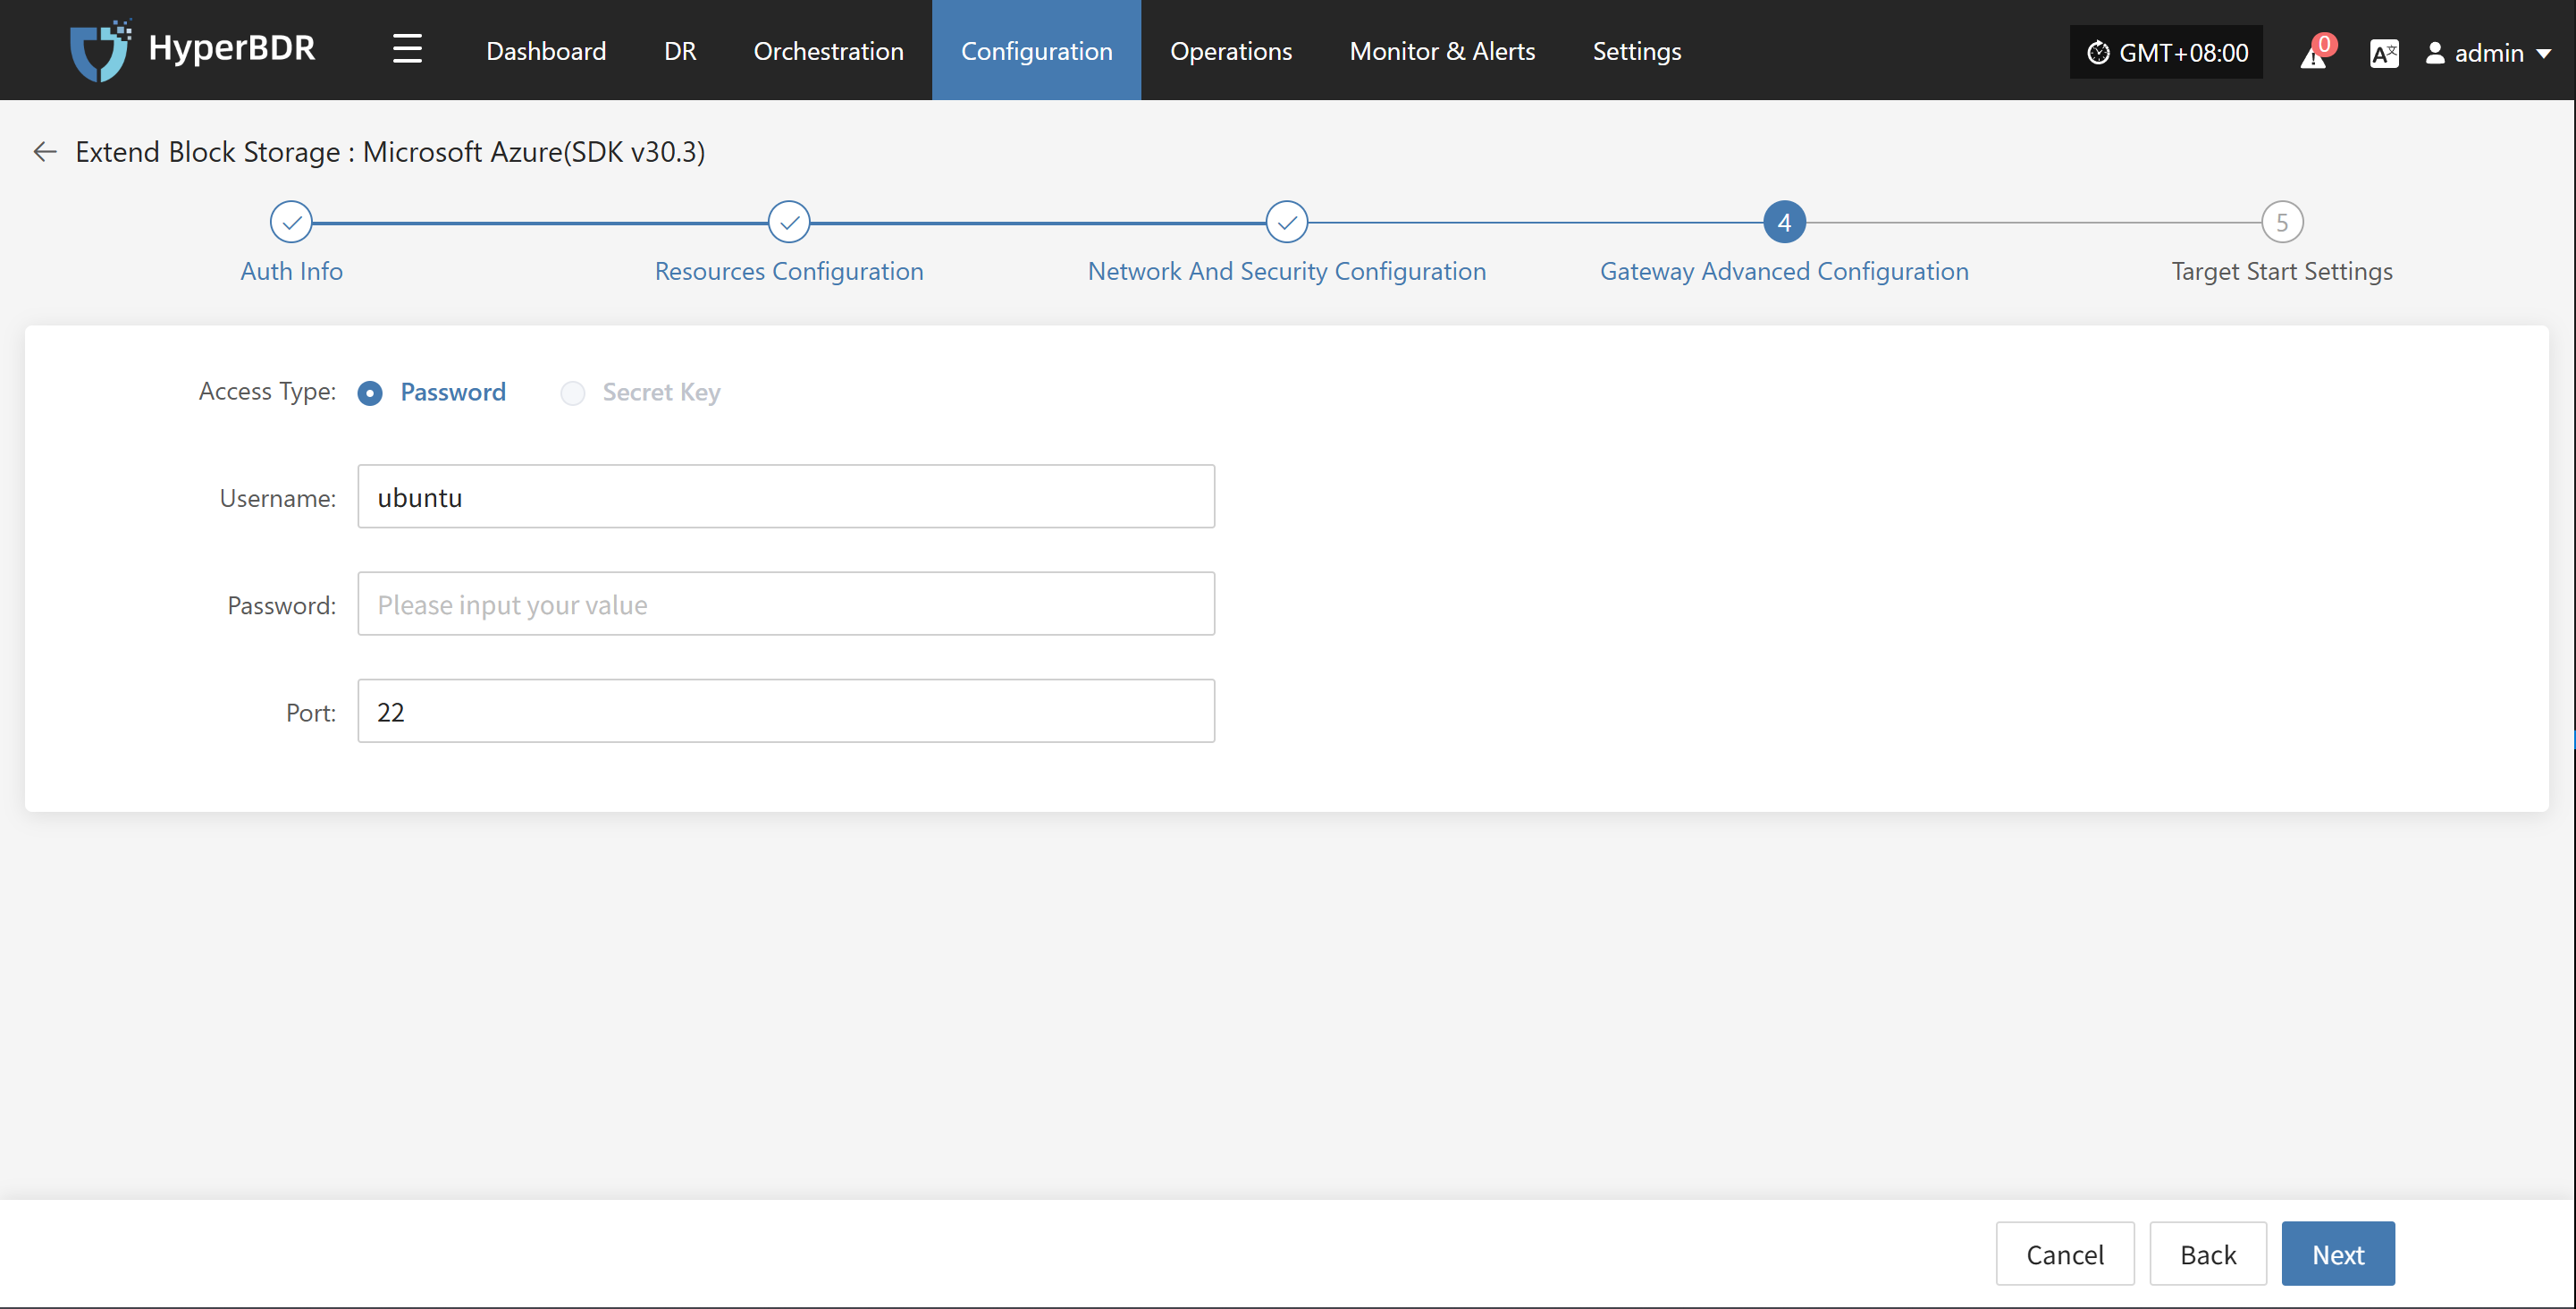 HyperBDR
Dashboard
DR
Orchestration
Configuration
Operations
Monitor & Alerts
Settings
GMT+08:00
0
admin
Extend Block Storage : Microsoft Azure(SDK v30.3)
4
5
Auth Info
Resources Configuration
Network And Security Configuration
Gateway Advanced Configuration
Target Start Settings
Access Type:
Password
Secret Key
Username:
ubuntu
Password:
Please input your value
Port:
22
Cancel
Back
Next